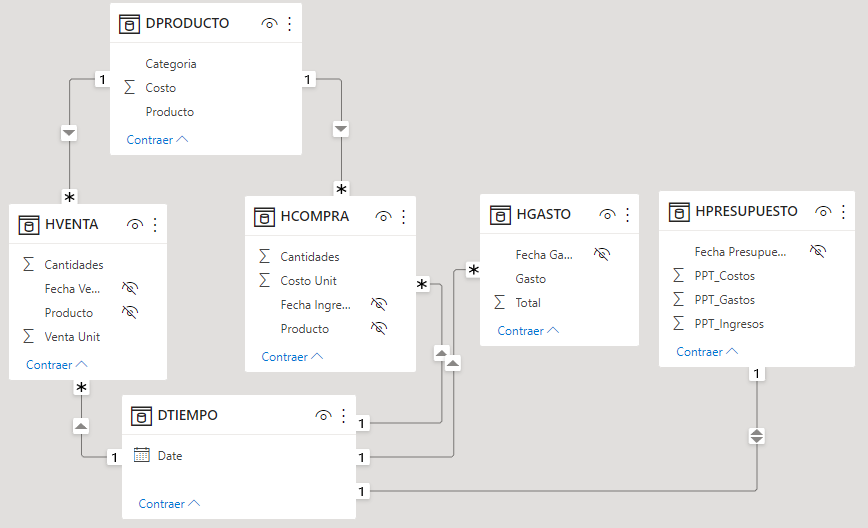 DPRODUCTO
Categoria
Σ Costo
Producto
Contraer
1
1
*
*
HVENTA
Σ Cantidades
Fecha Ve...
Producto
Σ Venta Unit
Contraer
*
HCOMPRA
Σ Cantidades
Σ Costo Unit
Fecha Ingre...
Producto
Contraer
*
HGASTO
Fecha Ga...
Gasto
Σ Total
Contraer
*
HPRESUPUESTO
Fecha Presupue...
Σ PPT_Costos
Σ PPT_Gastos
Σ PPT_Ingresos
Contraer
1
DTIEMPO
Date
Contraer
1
1
1
1